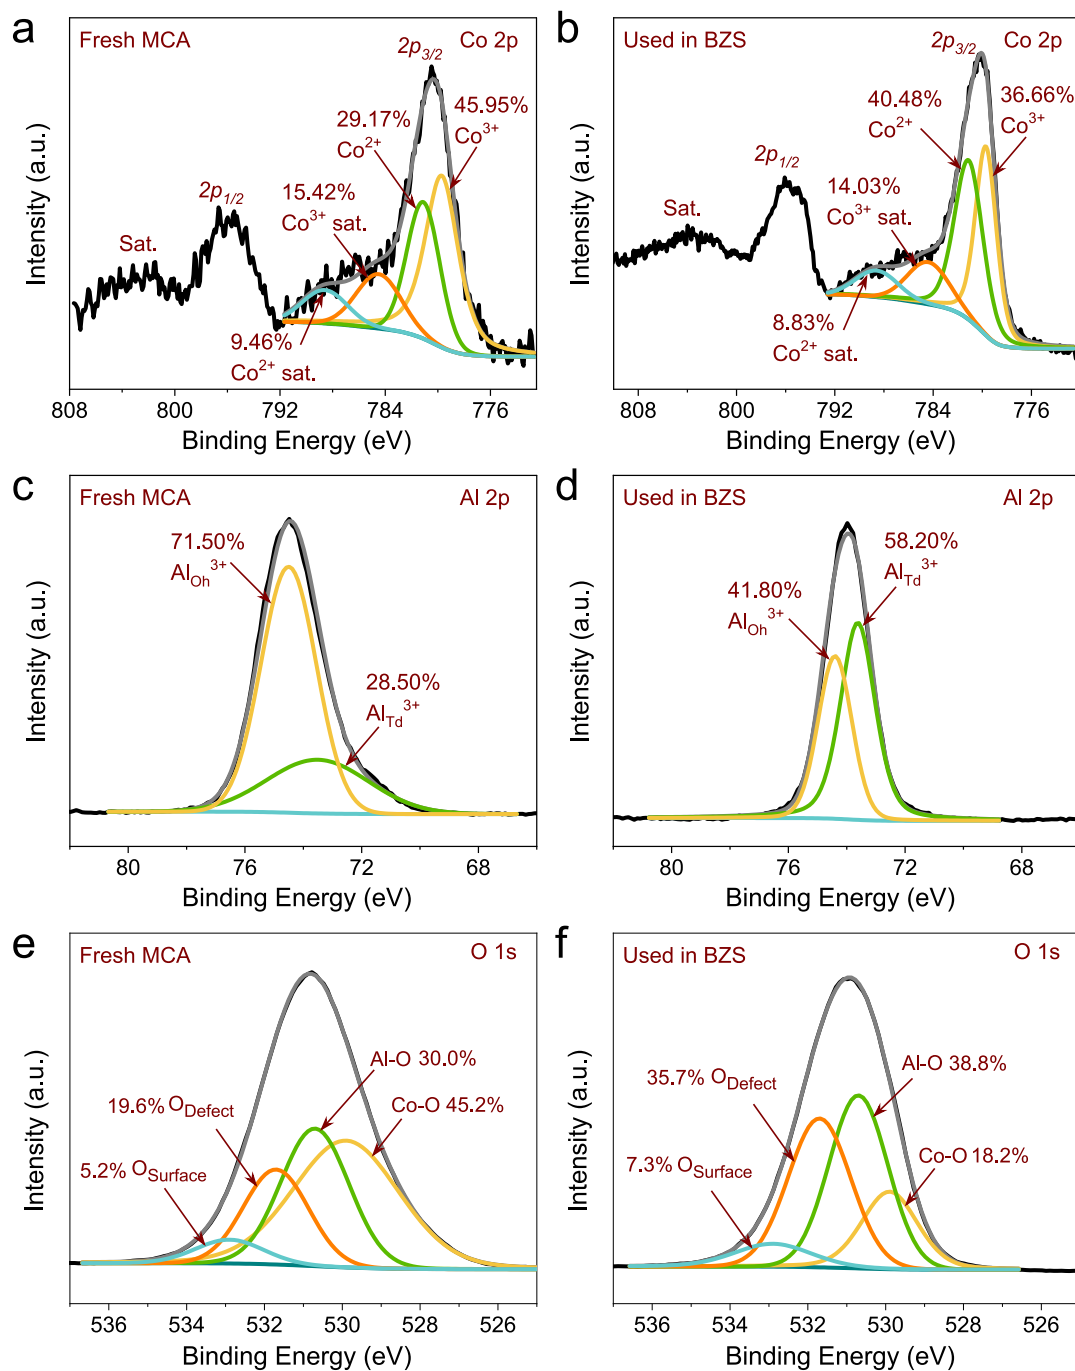 a
Fresh MCA
2p3/2
Co 2p
45.95%
Co3+
29.17%
Co2+
15.42%
Co3+ sat.
2p1/2
Sat.
9.46%
Co2+ sat.
Intensity (a.u.)
808 800 792 784 776
Binding Energy (eV)
b
Used in BZS
2p3/2
Co 2p
36.66%
Co3+
40.48%
Co2+
14.03%
Co3+ sat.
2p1/2
Sat.
8.83%
Co2+ sat.
Intensity (a.u.)
808 800 792 784 776
Binding Energy (eV)
c
Fresh MCA
Al 2p
71.50%
AlOh3+
28.50%
AlTd3+
Intensity (a.u.)
80 76 72 68
Binding Energy (eV)
d
Used in BZS
Al 2p
58.20%
AlTd3+
41.80%
AlOh3+
Intensity (a.u.)
80 76 72 68
Binding Energy (eV)
e
Fresh MCA
O 1s
Al-O 30.0%
Co-O 45.2%
19.6% ODefect
5.2% OSurface
Intensity (a.u.)
536 534 532 530 528 526
Binding Energy (eV)
f
Used in BZS
O 1s
Al-O 38.8%
35.7% ODefect
Co-O 18.2%
7.3% OSurface
Intensity (a.u.)
536 534 532 530 528 526
Binding Energy (eV)